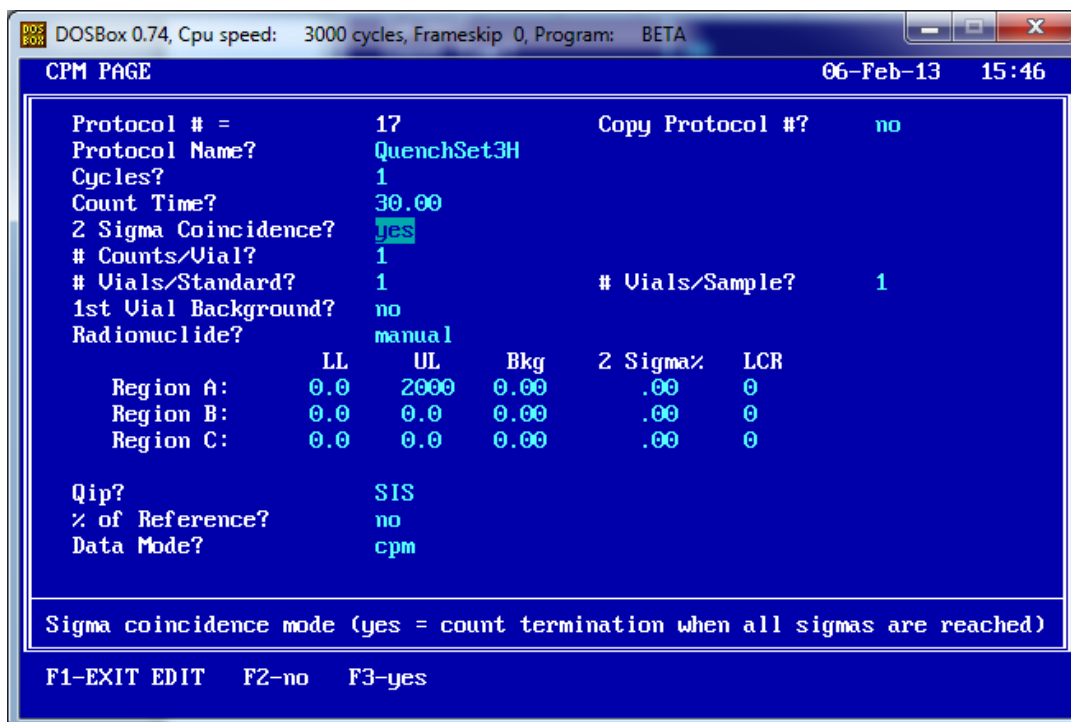 DOSBox 0.74, Cpu speed: 3000 cycles, Frameskip 0, Program: BETA
CPM PAGE 06-Feb-13 15:46
Protocol # = 17 Copy Protocol #? no
Protocol Name? QuenchSet3H
Cycles? 1
Count Time? 30.00
2 Sigma Coincidence? yes
# Counts/Vial? 1
# Vials/Standard? 1 # Vials/Sample? 1
1st Vial Background? no
Radionuclide? manual
LL UL Bkg 2 Sigma% LCR
Region A: 0.0 2000 0.00 .00 0
Region B: 0.0 0.0 0.00 .00 0
Region C: 0.0 0.0 0.00 .00 0
Qip? SIS
% of Reference? no
Data Mode? cpm
Sigma coincidence mode (yes = count termination when all sigmas are reached)
F1-EXIT EDIT F2-no F3-yes